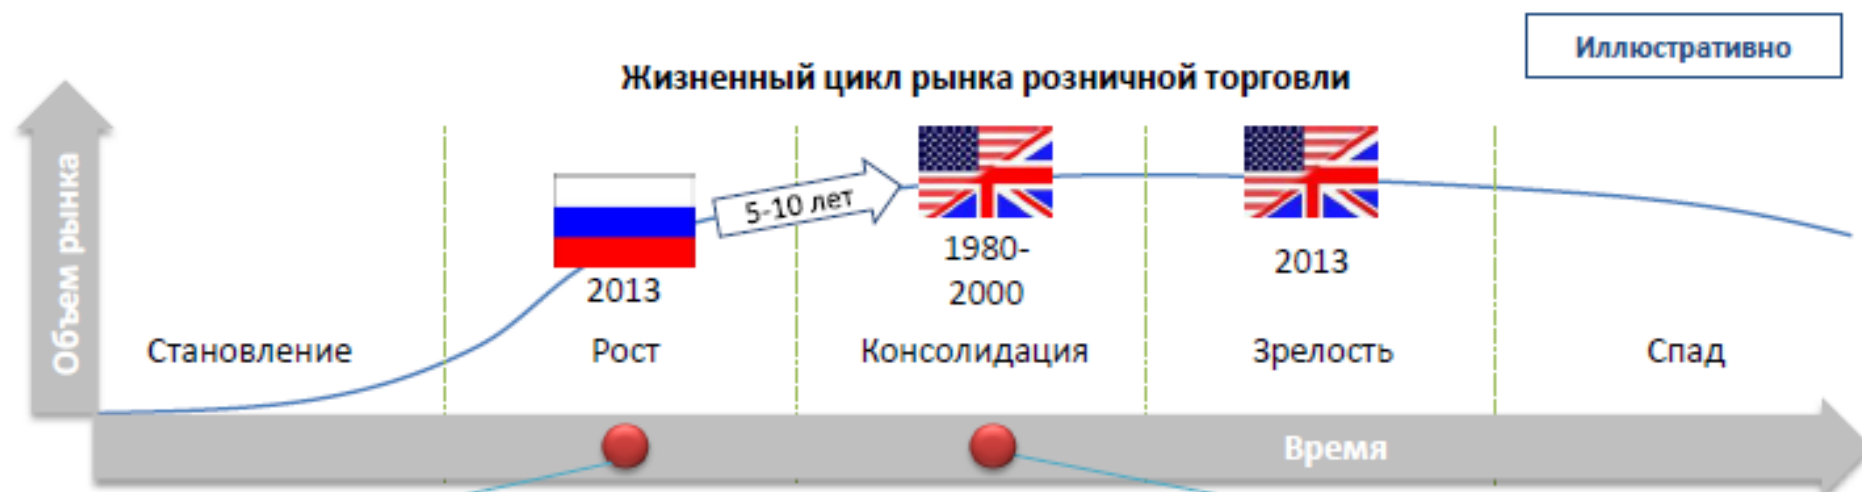 Иллюстративно
Жизненный цикл рынка розничной торговли
Объем рынка
5-10 лет
2013
1980-
2000
2013
Становление
Рост
Консолидация
Зрелость
Спад
Время